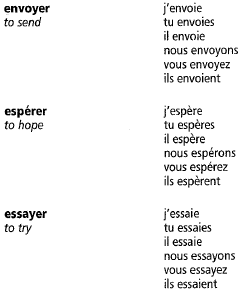 envoyer j'envoie
to send tu envoies
il envoie
nous envoyons
vous envoyez
ils envoient
espérer j'espère
to hope tu espères
il espère
nous espérons
vous espérez
ils espèrent
essayer j'essaie
to try tu essaies
il essaie
nous essayons
vous essayez
ils essaient